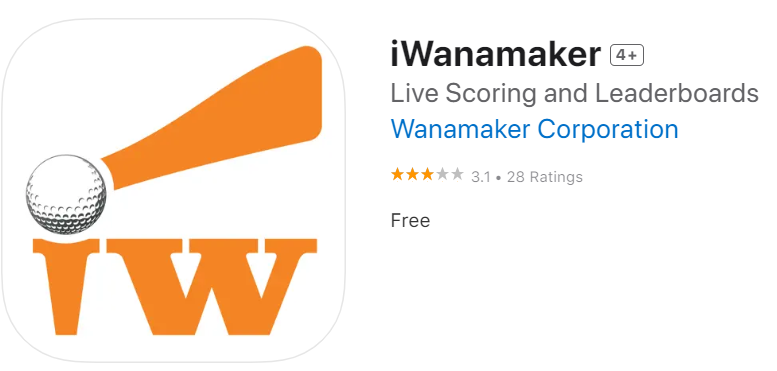 iw
iWanamaker 4+
Live Scoring and Leaderboards
Wanamaker Corporation
3.1 • 28 Ratings
Free